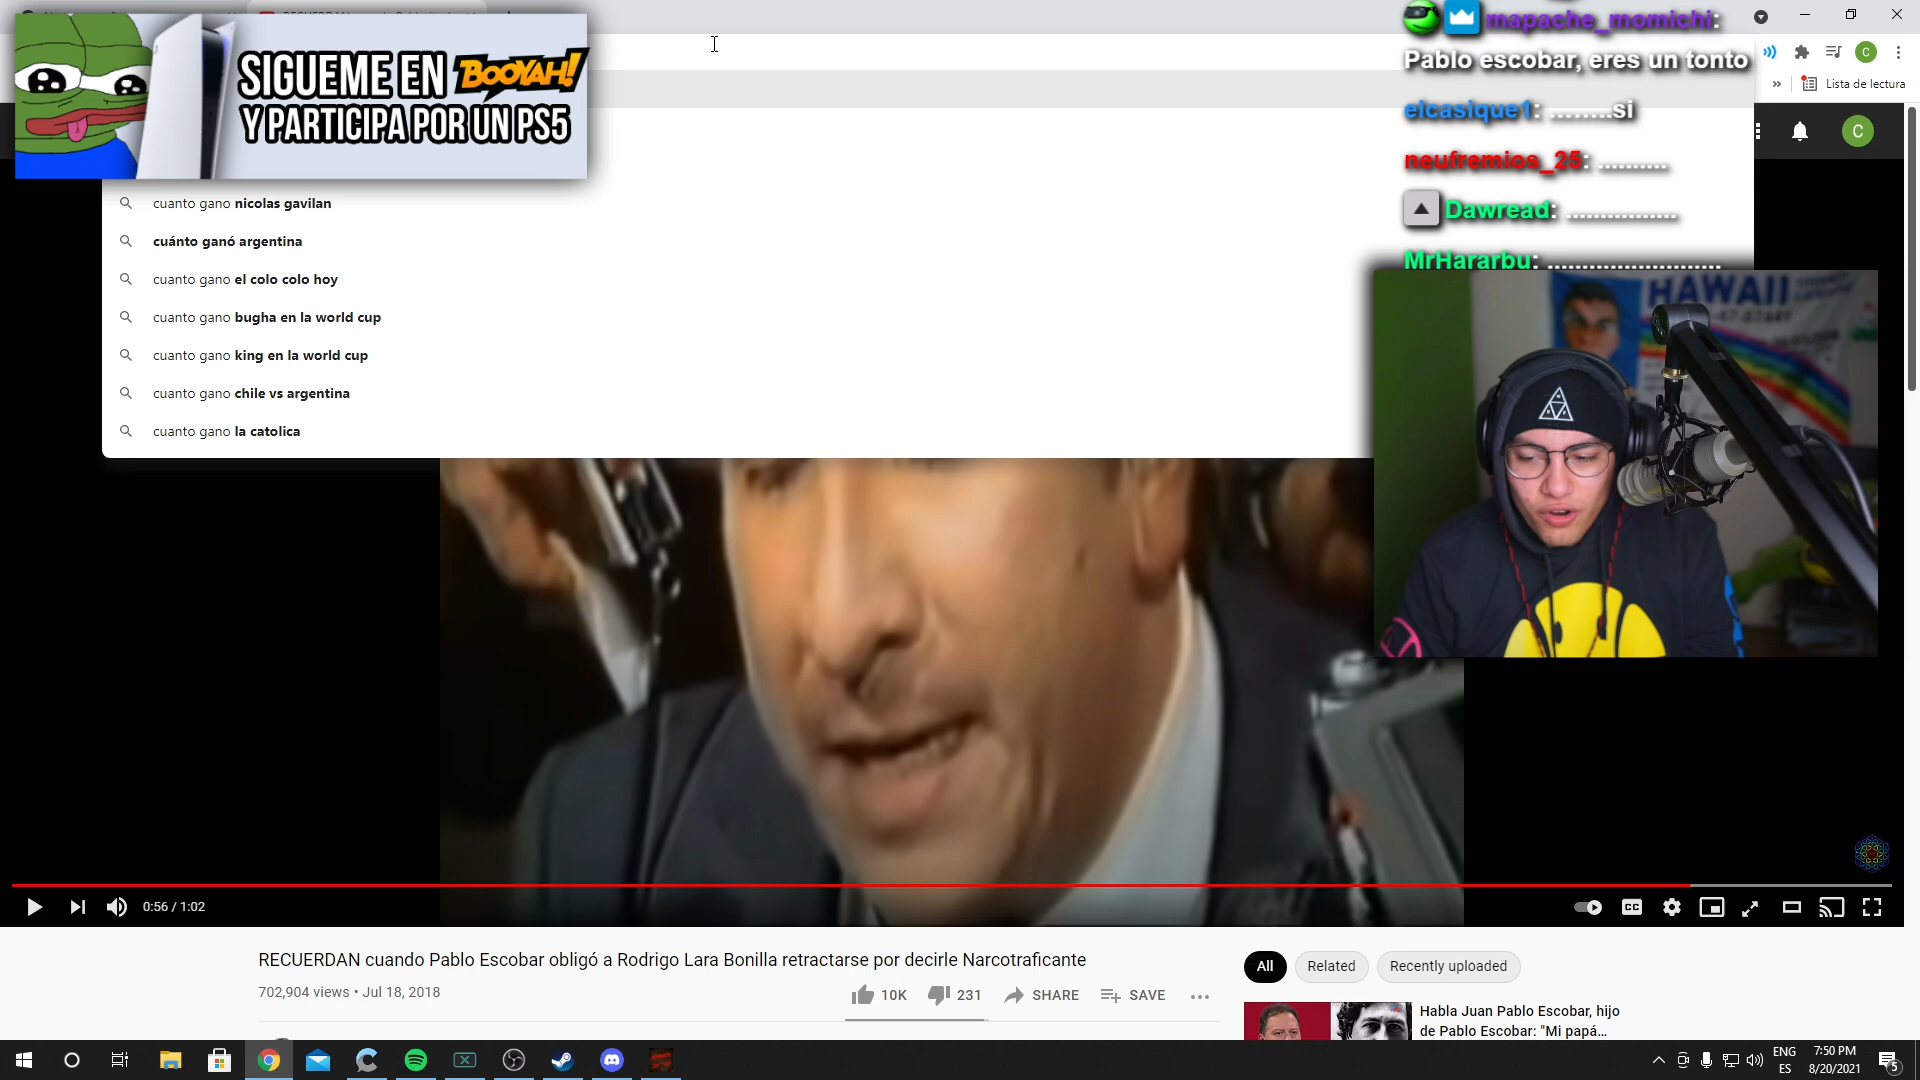 SIGUEME EN BOOYAH!
Y PARTICIPA POR UN PS5
mapache_momichi:
Pablo escobar, eres un tonto
elcasique1: ........si
neufremios_25: ..........
Dawread: ................
MrHararbu: .........................
C
Lista de lectura
C
cuanto gano nicolas gavilan
cuánto ganó argentina
cuanto gano el colo colo hoy
cuanto gano bugha en la world cup
cuanto gano king en la world cup
cuanto gano chile vs argentina
cuanto gano la catolica
HAWAII
0:56 / 1:02
CC
RECUERDAN cuando Pablo Escobar obligó a Rodrigo Lara Bonilla retractarse por decirle Narcotraficante
702,904 views • Jul 18, 2018
10K
231
SHARE
SAVE
All
Related
Recently uploaded
Habla Juan Pablo Escobar, hijo
de Pablo Escobar: "Mi papá...
ENG
ES
7:50 PM
8/20/2021
5